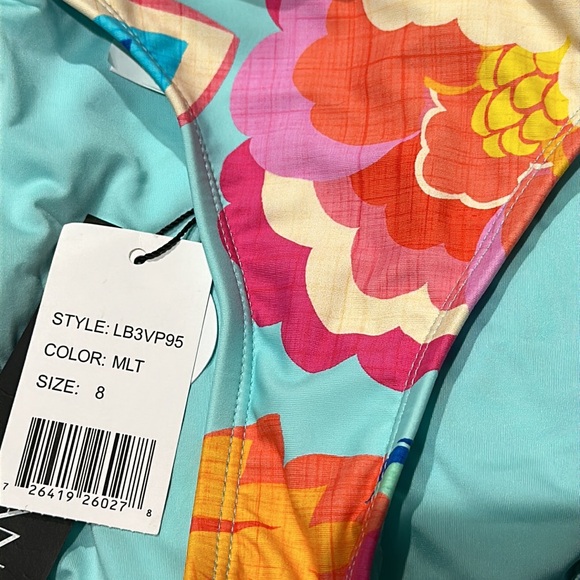 STYLE: LB3VP95
COLOR: MLT
SIZE: 8
7 26419 26027 8